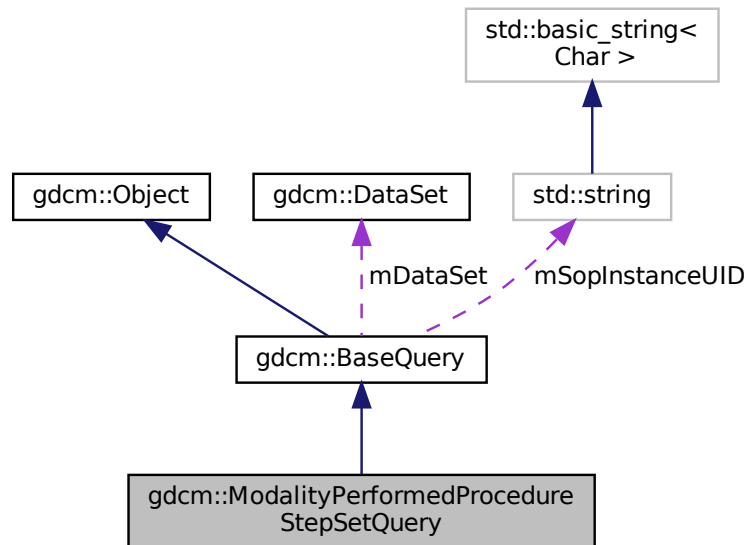 std::basic_string<
Char >
gdcm::Object
gdcm::DataSet
std::string
mDataSet
mSopInstanceUID
gdcm::BaseQuery
gdcm::ModalityPerformedProcedure
StepSetQuery